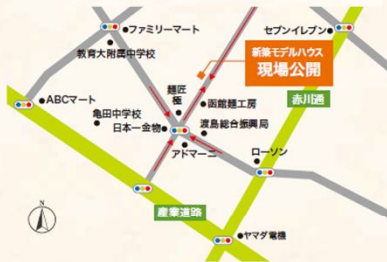 ファミリーマート
セブンイレブン
教育大附属中学校
新築モデルハウス
現場公開
麺匠
極
函館麺工房
赤川通
ABCマート
亀田中学校
日本一金物
渡島総合振興局
アドマーニ
ローソン
産業道路
ヤマダ電機
N